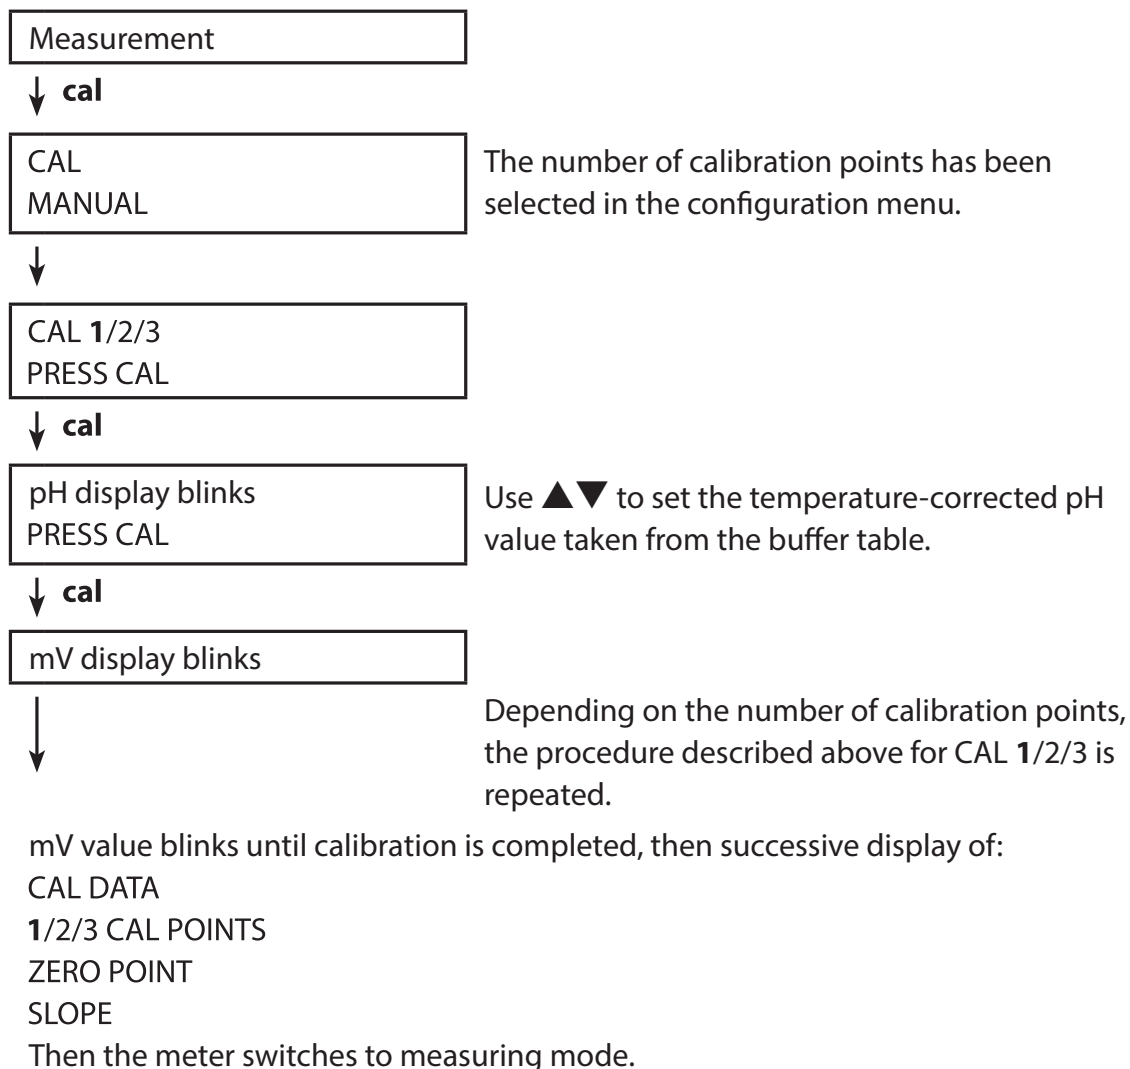 Measurement
cal
CAL
MANUAL
The number of calibration points has been
selected in the configuration menu.
CAL 1/2/3
PRESS CAL
cal
pH display blinks
PRESS CAL
Use ▲▼ to set the temperature-corrected pH
value taken from the buffer table.
cal
mV display blinks
Depending on the number of calibration points,
the procedure described above for CAL 1/2/3 is
repeated.
mV value blinks until calibration is completed, then successive display of:
CAL DATA
1/2/3 CAL POINTS
ZERO POINT
SLOPE
Then the meter switches to measuring mode.